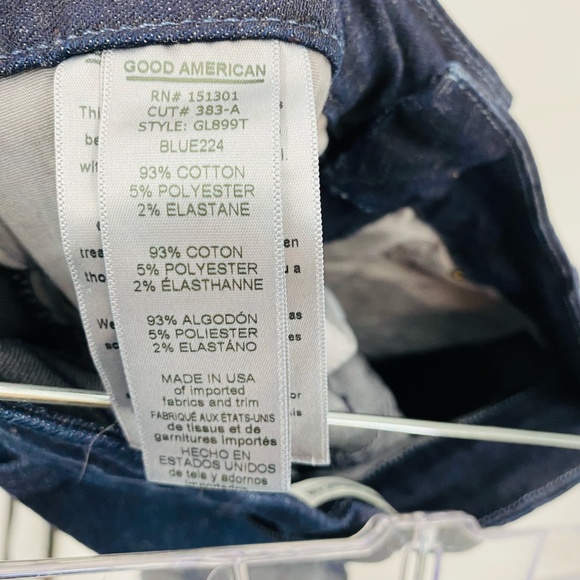 GOOD AMERICAN
RN# 151301
CUT# 383-A
STYLE: GL899T
BLUE224
93% COTTON
5% POLYESTER
2% ELASTANE
93% COTON
5% POLYESTER
2% ÉLASTHANNE
93% ALGODÓN
5% POLIESTER
2% ELASTÁNO
MADE IN USA
of imported
fabrics and trim
FABRIQUÉ AUX ÉTATS-UNIS
de tissus et de
garnitures importés
HECHO EN
ESTADOS UNIDOS
de tela y adornos
importados